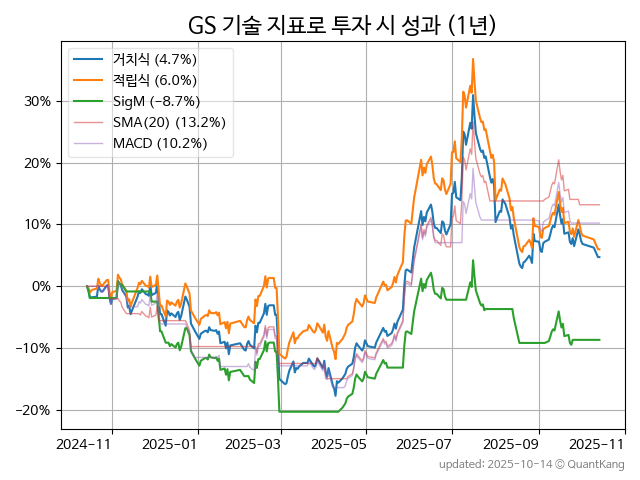 GS 기술 지표로 투자 시 성과 (1년)
거치식 (4.7%)
적립식 (6.0%)
SigM (−8.7%)
SMA(20) (13.2%)
MACD (10.2%)
30%
20%
10%
0%
−10%
−20%
2024-11
2025-01
2025-03
2025-05
2025-07
2025-09
2025-11
updated: 2025-10-14 © QuantKang